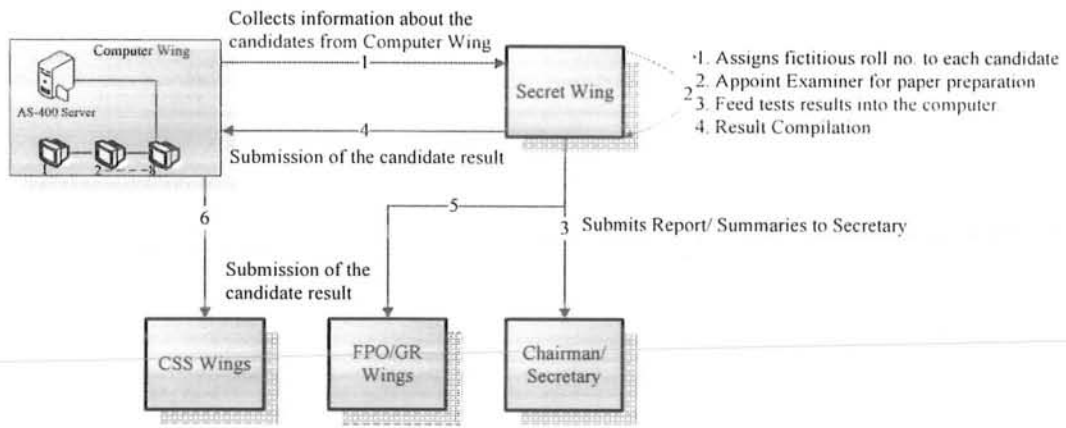 Collects information about the
candidates from Computer Wing
1
Computer Wing
AS-400 Server
1 2 8
Secret Wing
2
1. Assigns fictitious roll no. to each candidate
2. Appoint Examiner for paper preparation
3. Feed tests results into the computer
4. Result Compilation
4
Submission of the candidate result
6
5
3 Submits Report/ Summaries to Secretary
Submission of the
candidate result
CSS Wings
FPO/GR
Wings
Chairman/
Secretary